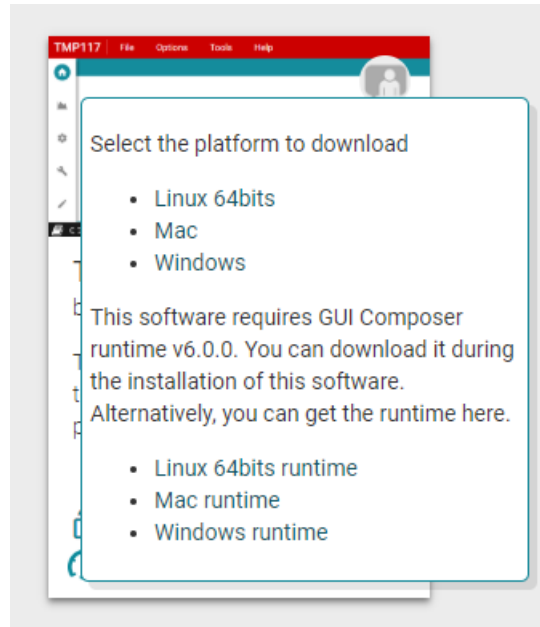 TMP117 File Options Tools Help
Select the platform to download
• Linux 64bits
• Mac
• Windows
This software requires GUI Composer
runtime v6.0.0. You can download it during
the installation of this software.
Alternatively, you can get the runtime here.
• Linux 64bits runtime
• Mac runtime
• Windows runtime